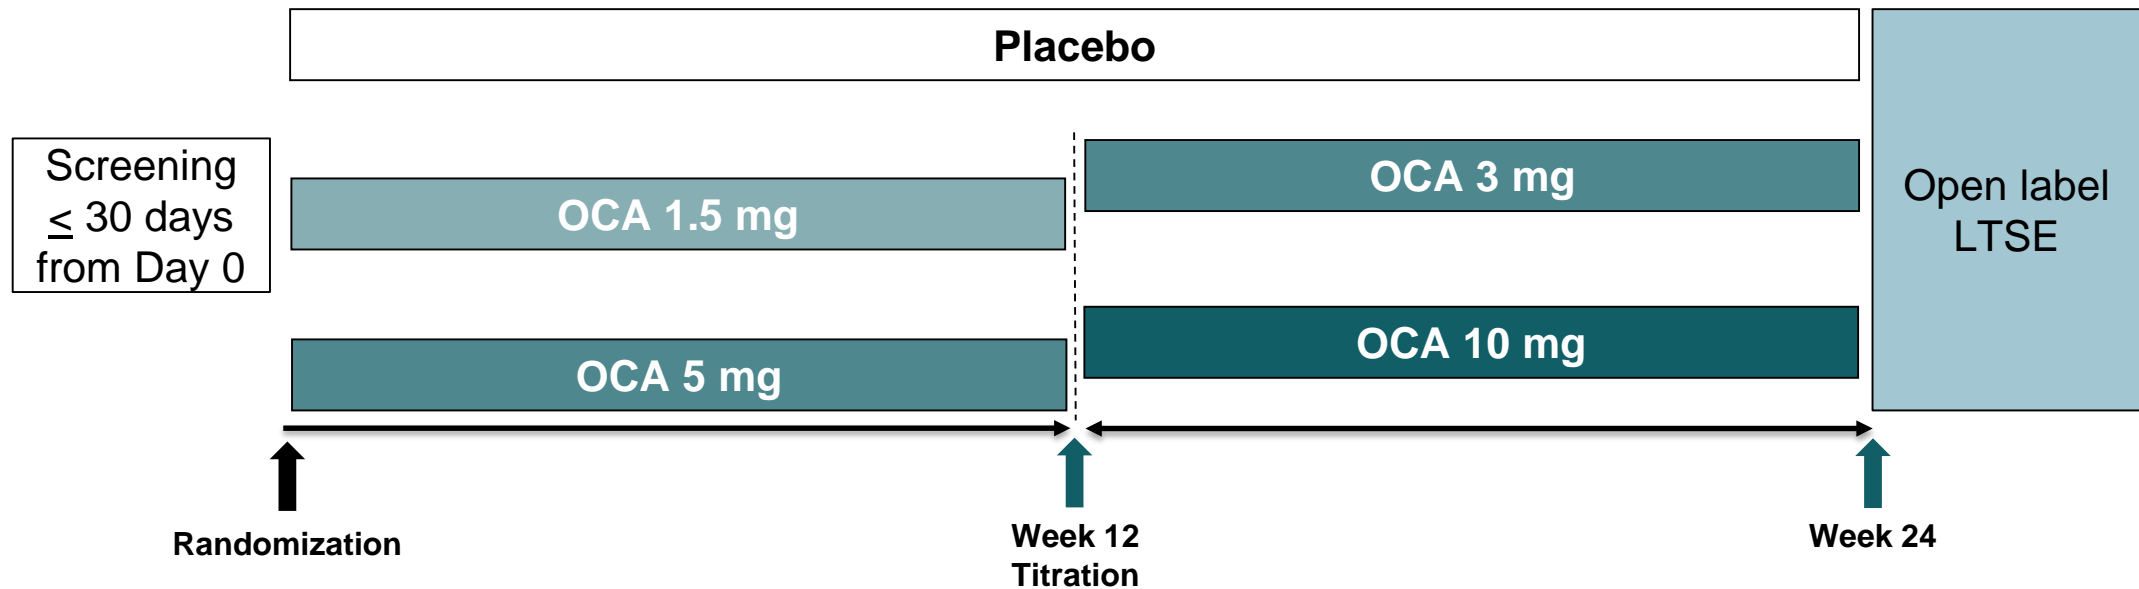 Placebo
Screening
≤ 30 days
from Day 0
OCA 1.5 mg
OCA 3 mg
OCA 5 mg
OCA 10 mg
Open label
LTSE
Randomization
Week 12
Titration
Week 24